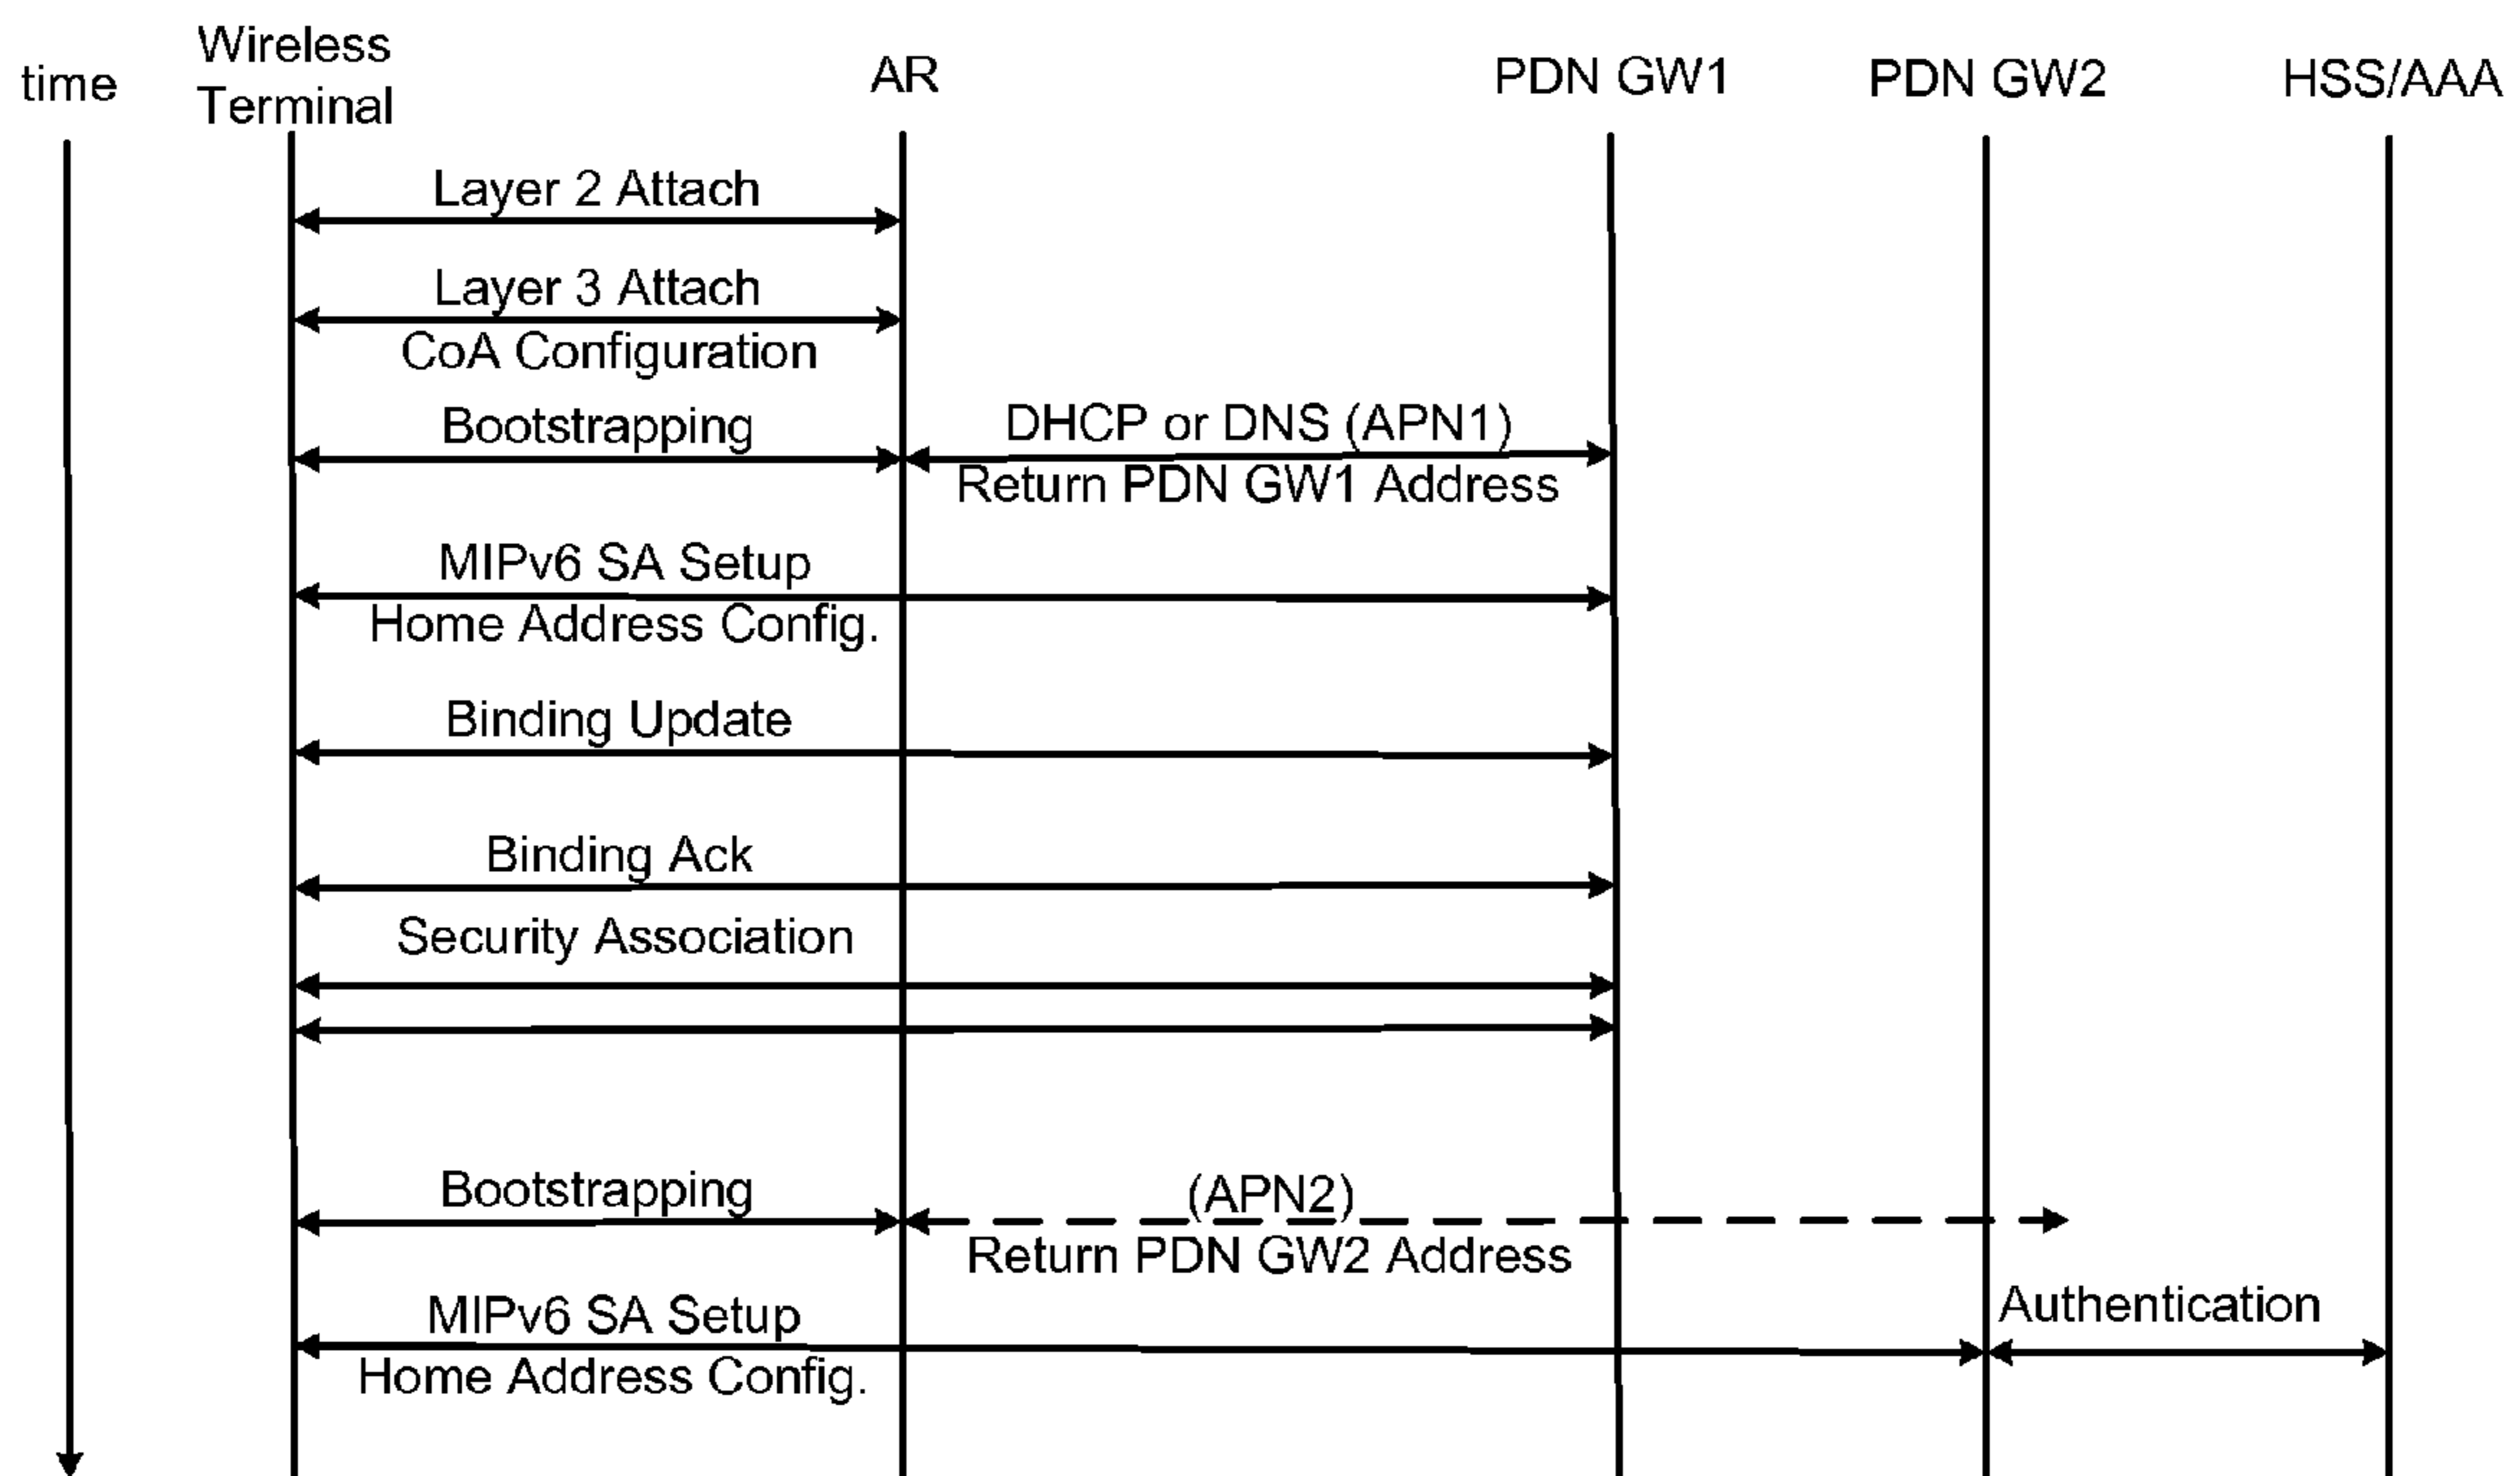 time
Wireless
Terminal
AR
PDN GW1
PDN GW2
HSS/AAA
Layer 2 Attach
Layer 3 Attach
CoA Configuration
Bootstrapping
DHCP or DNS (APN1)
Return PDN GW1 Address
MIPv6 SA Setup
Home Address Config.
Binding Update
Binding Ack
Security Association
Bootstrapping
(APN2)
Return PDN GW2 Address
MIPv6 SA Setup
Authentication
Home Address Config.